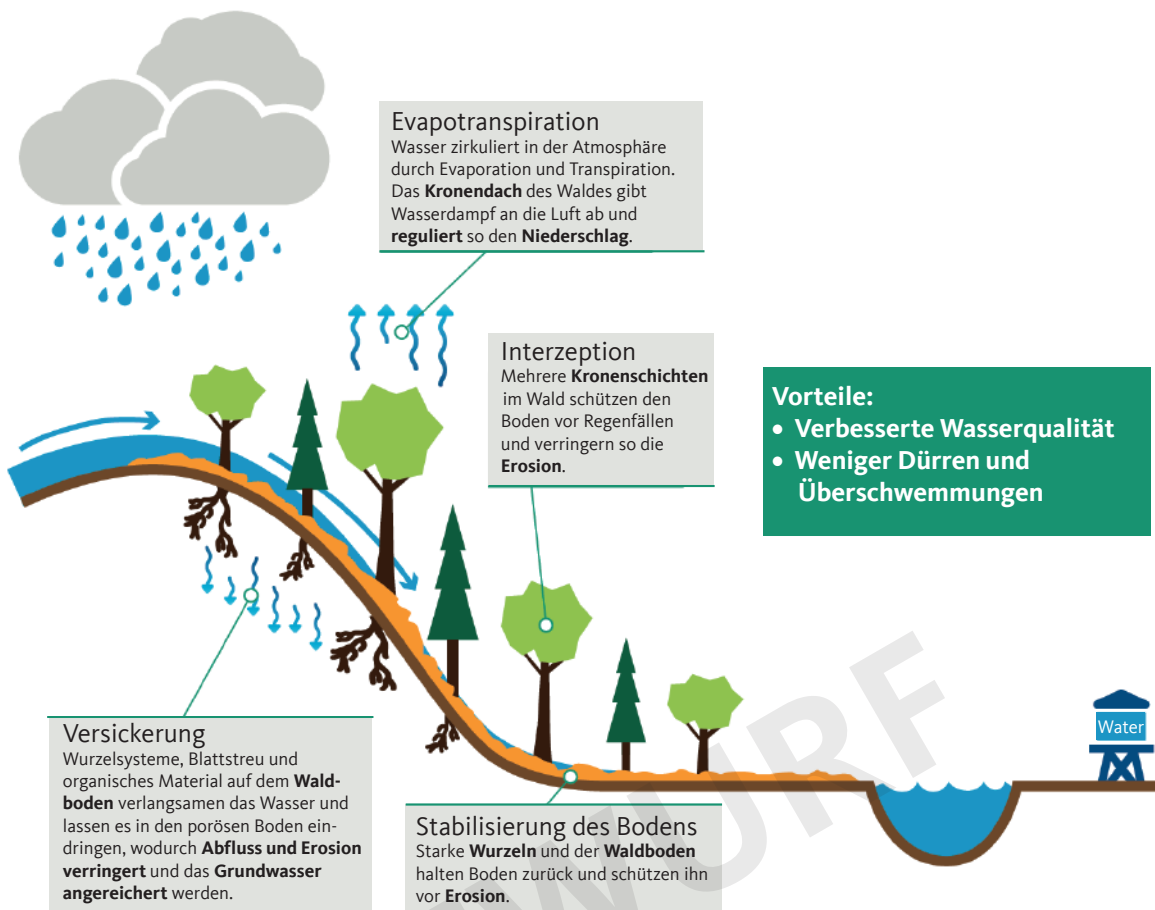 Evapotranspiration
Wasser zirkuliert in der Atmosphäre
durch Evaporation und Transpiration.
Das Kronendach des Waldes gibt
Wasserdampf an die Luft ab und
reguliert so den Niederschlag.
Interzeption
Mehrere Kronenschichten
im Wald schützen den
Boden vor Regenfällen
und verringern so die
Erosion.
Vorteile:
• Verbesserte Wasserqualität
• Weniger Dürren und
Überschwemmungen
Water
Versickerung
Wurzelsysteme, Blattstreu und
organisches Material auf dem Wald-
boden verlangsamen das Wasser und
lassen es in den porösen Boden ein-
dringen, wodurch Abfluss und Erosion
verringert und das Grundwasser
angereichert werden.
Stabilisierung des Bodens
Starke Wurzeln und der Waldboden
halten Boden zurück und schützen ihn
vor Erosion.
WURF